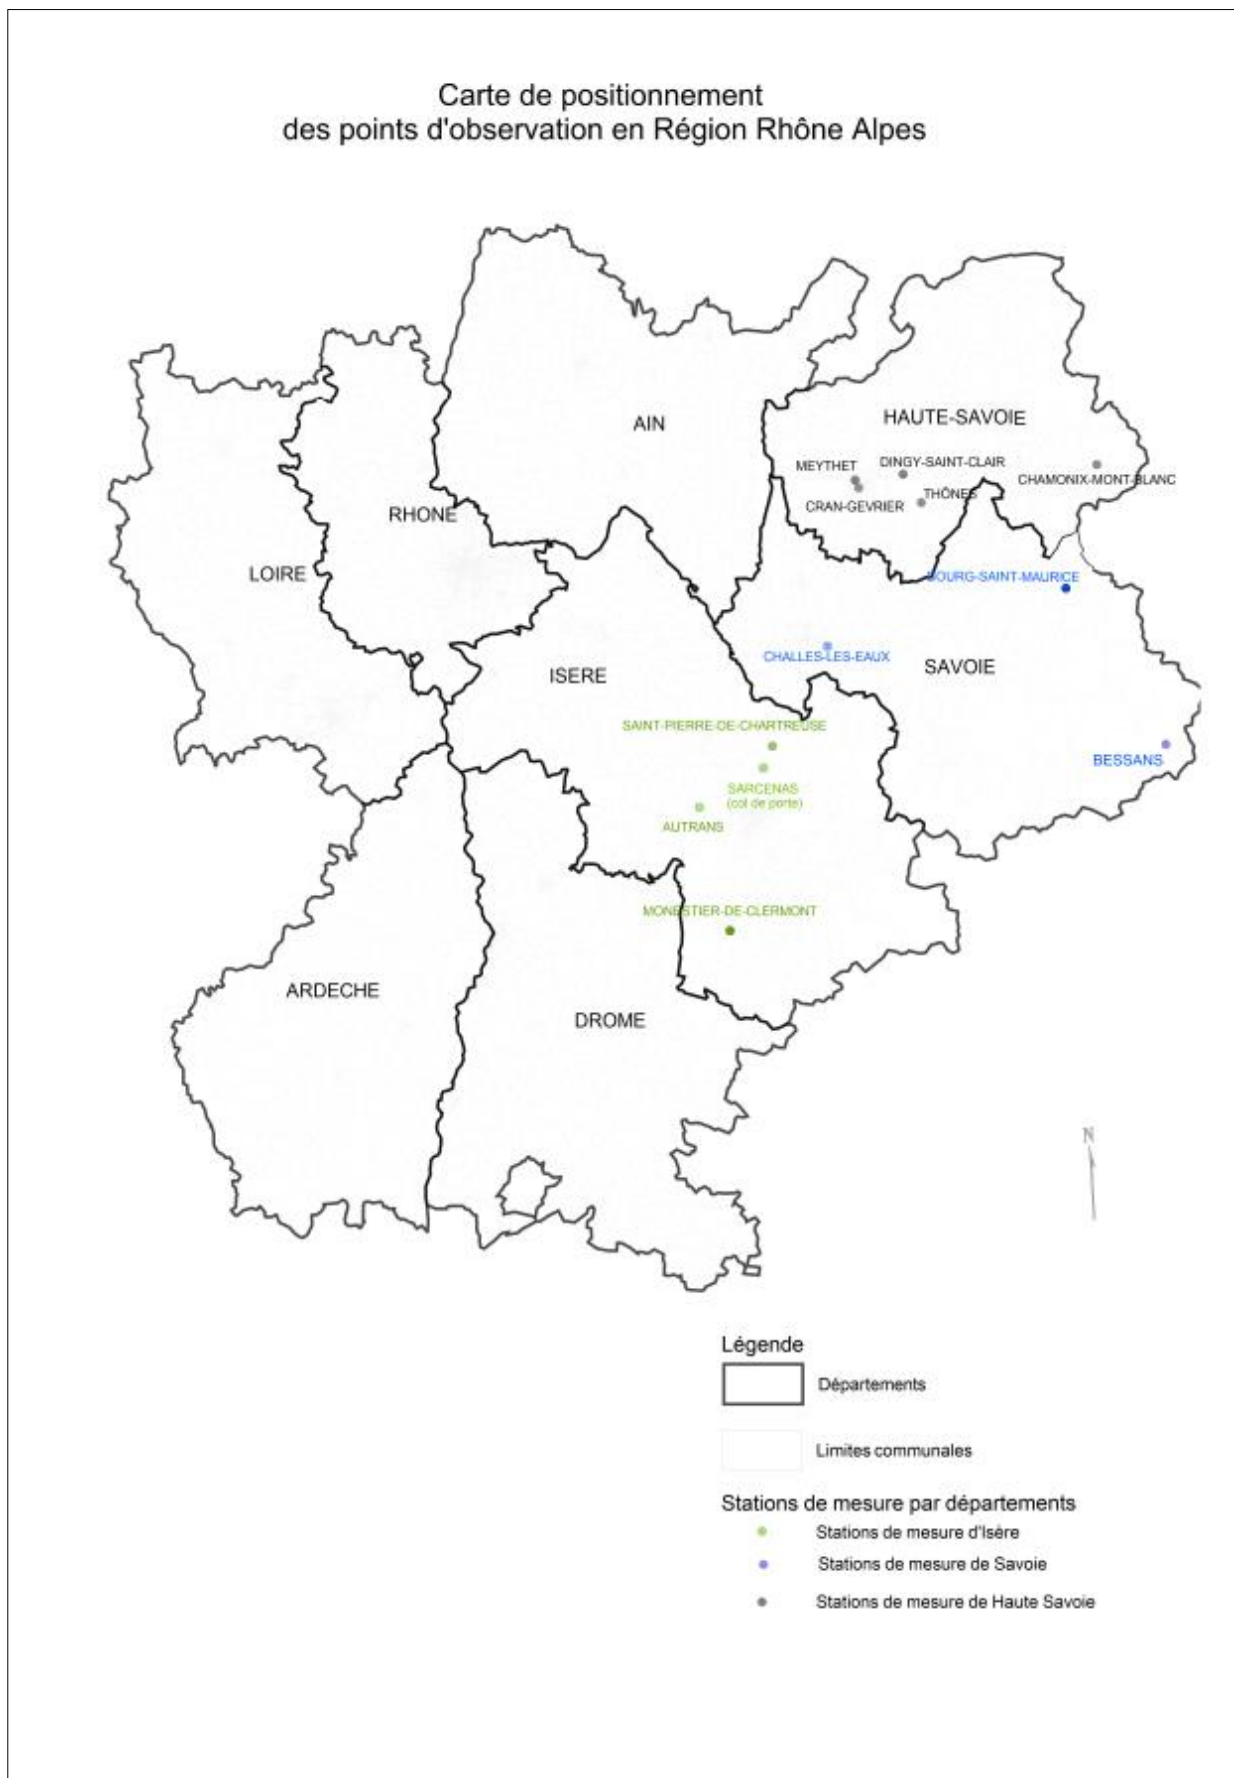 Carte de positionnement
des points d'observation en Région Rhône Alpes
AIN
HAUTE-SAVOIE
MEYTHET
DINGY-SAINT-CLAIR
CHAMONIX-MONT-BLANC
THÔNES
CRAN-GEVRIER
RHONE
LOIRE
BOURG-SAINT-MAURICE
CHALLES-LES-EAUX
SAVOIE
ISERE
SAINT-PIERRE-DE-CHARTREUSE
BESSANS
SARCENAS
(col de porte)
AUTRANS
MONESTIER-DE-CLERMONT
ARDECHE
DROME
N
Légende
Départements
Limites communales
Stations de mesure par départements
Stations de mesure d'Isère
Stations de mesure de Savoie
Stations de mesure de Haute Savoie